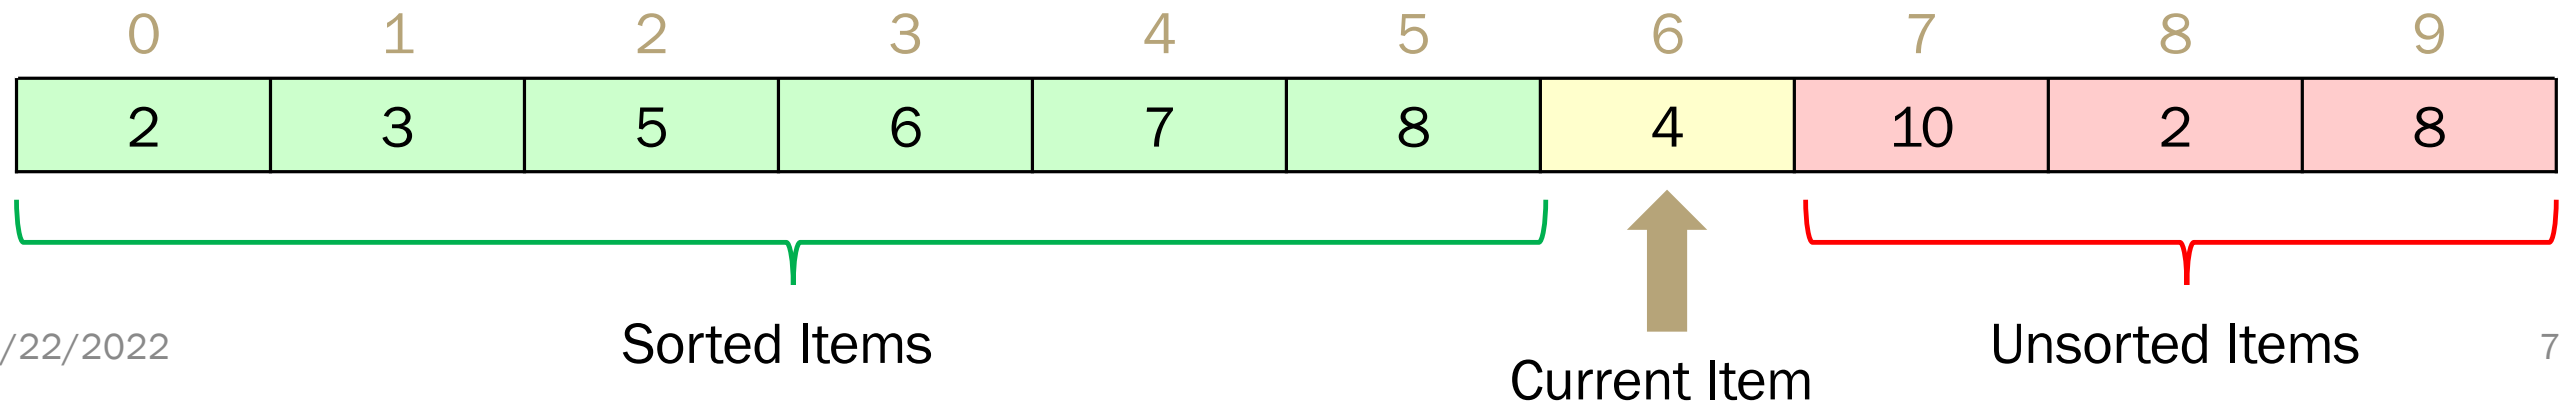 0 1 2 3 4 5 6 7 8 9
2 3 5 6 7 8 4 10 2 8
/22/2022 Sorted Items Unsorted Items 7
Current Item